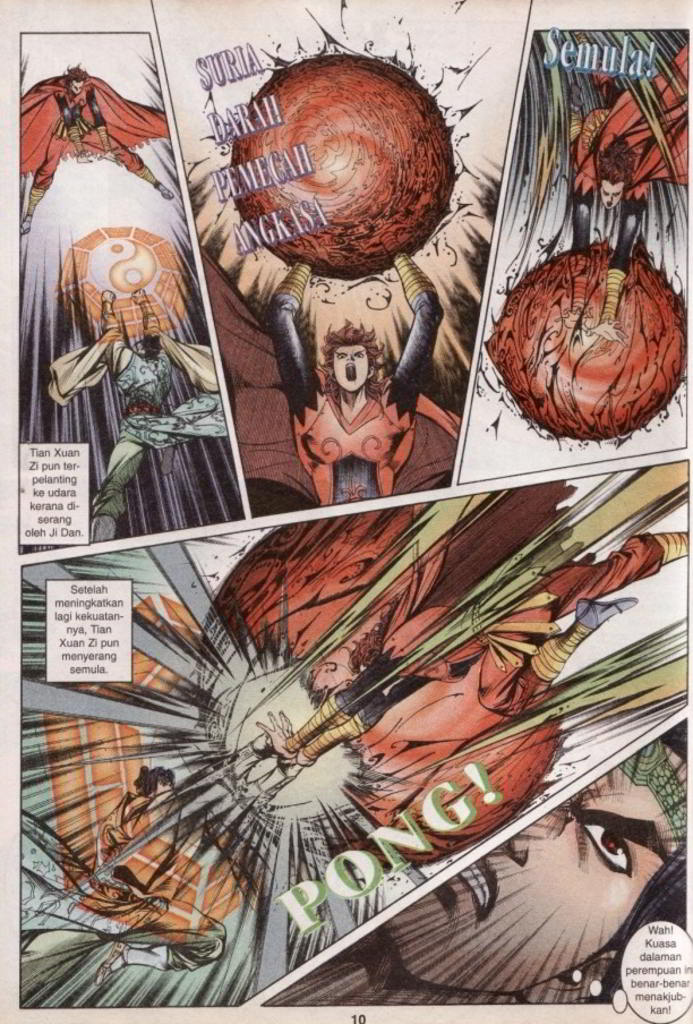 SURIA
DARAH
PEMECAH
ANGKASA
Semula!
Tian Xuan
Zi pun ter-
pelanting
ke udara
kerana di-
serang
oleh Ji Dan.
Setelah
meningkatkan
lagi kekuatan-
nya, Tian
Xuan Zi pun
menyerang
semula.
PONG!
Wah!
Kuasa
dalaman
perempuan in
benar-benar
menakjub-
kan!
10